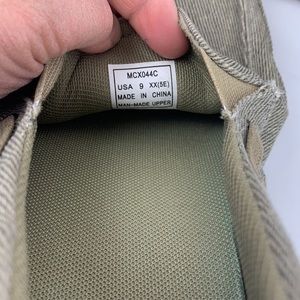 MCX044C
USA 9 XX(5E)
MADE IN CHINA
MAN-MADE UPPER